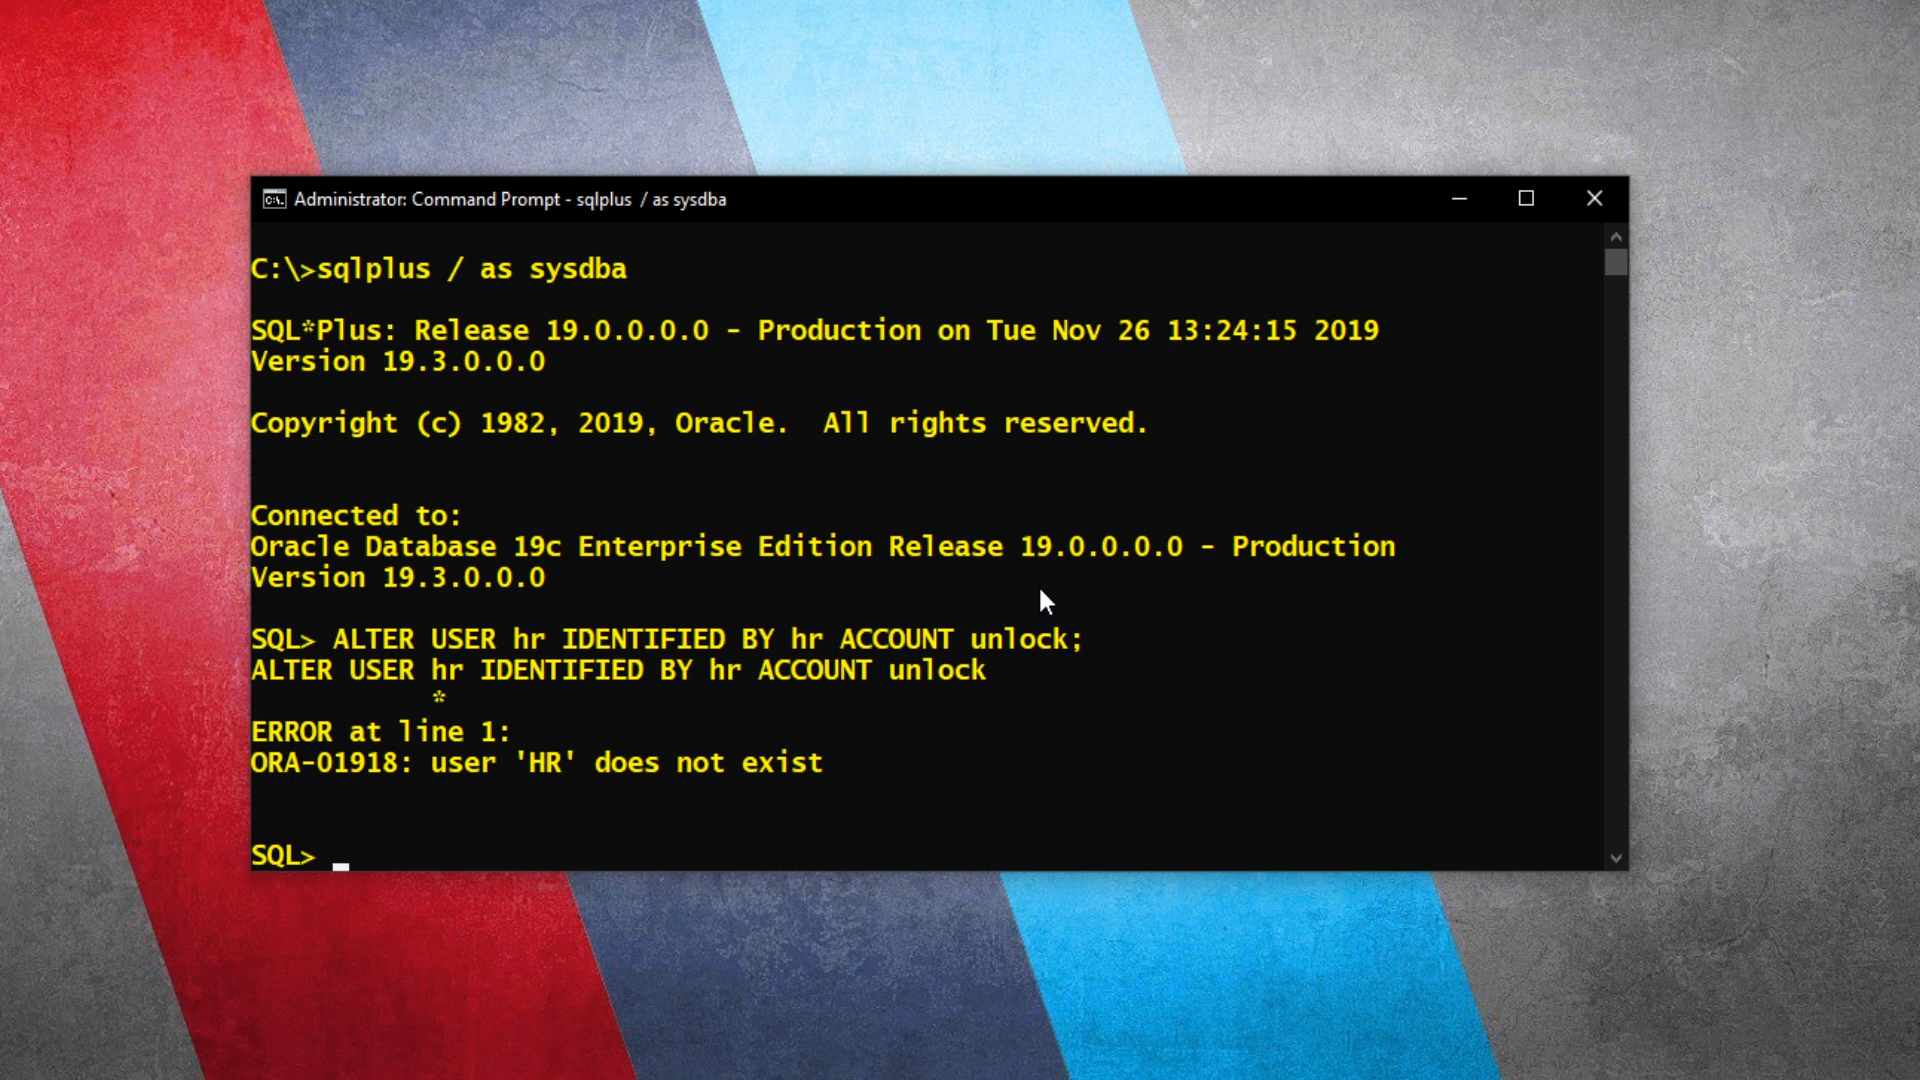 Administrator: Command Prompt - sqlplus  / as sysdba
C:\>sqlplus / as sysdba
SQL*Plus: Release 19.0.0.0.0 - Production on Tue Nov 26 13:24:15 2019
Version 19.3.0.0.0
Copyright (c) 1982, 2019, Oracle.  All rights reserved.
Connected to:
Oracle Database 19c Enterprise Edition Release 19.0.0.0.0 - Production
Version 19.3.0.0.0
SQL> ALTER USER hr IDENTIFIED BY hr ACCOUNT unlock;
ALTER USER hr IDENTIFIED BY hr ACCOUNT unlock
           *
ERROR at line 1:
ORA-01918: user 'HR' does not exist
SQL>